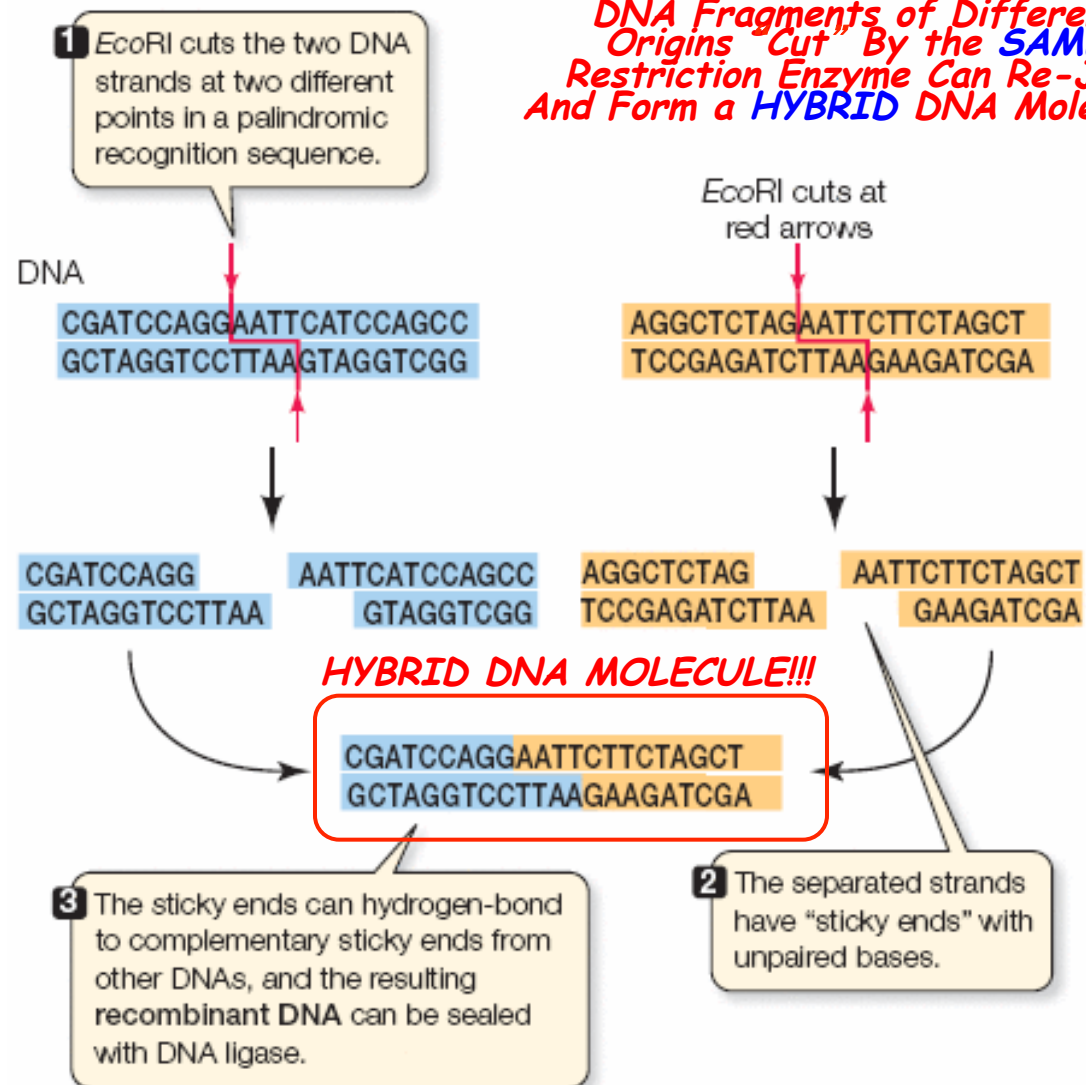 DNA Fragments of Differe
Origins "Cut" By the SAM
Restriction Enzyme Can Re-J
And Form a HYBRID DNA Mole
1 EcoRI cuts the two DNA
strands at two different
points in a palindromic
recognition sequence.
EcoRI cuts at
red arrows
DNA
CGATCCAGGAATTCATCCAGCC
GCTAGGTCCTTAAGTAGGTCGG
AGGCTCTAGAATTCTTCTAGCT
TCCGAGATCTTAAGAAGATCGA
CGATCCAGG
GCTAGGTCCTTAA
AATTCATCCAGCC
GTAGGTCGG
AGGCTCTAG
TCCGAGATCTTAA
AATTCTTCTAGCT
GAAGATCGA
HYBRID DNA MOLECULE!!!
CGATCCAGGAATTCTTCTAGCT
GCTAGGTCCTTAAGAAGATCGA
2 The separated strands
have "sticky ends" with
unpaired bases.
3 The sticky ends can hydrogen-bond
to complementary sticky ends from
other DNAs, and the resulting
recombinant DNA can be sealed
with DNA ligase.